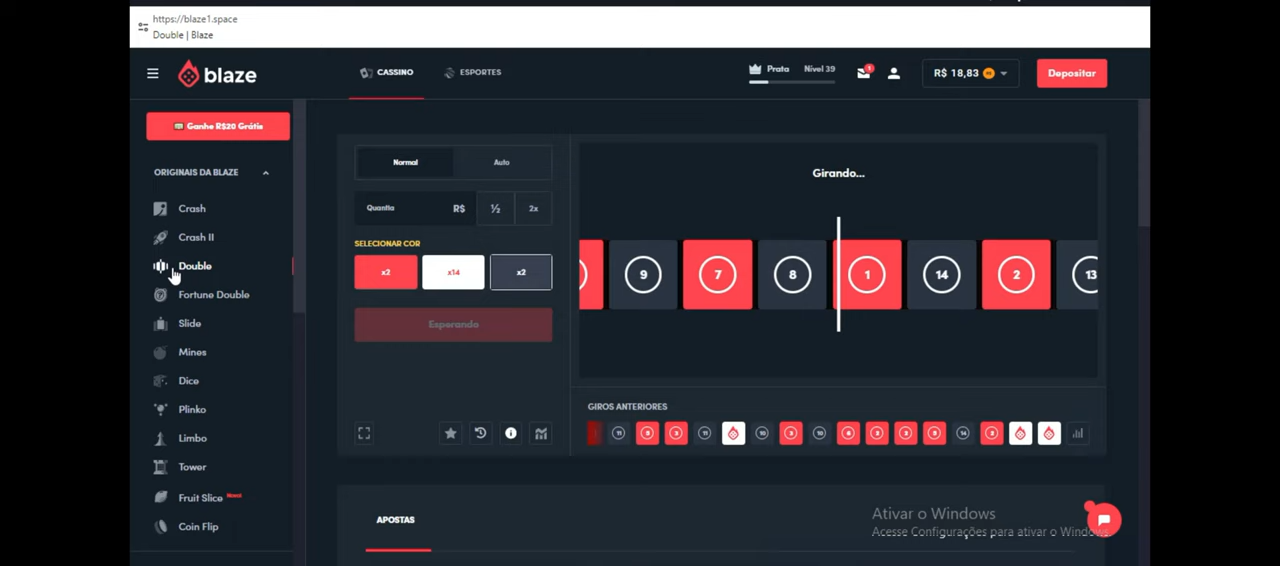 https://blaze1.space
Double | Blaze
blaze
CASSINO
ESPORTES
Prata Nível 39
1
R$ 18,83
Depositar
Ganhe R$20 Grátis
ORIGINAIS DA BLAZE
Crash
Crash II
Double
Fortune Double
Slide
Mines
Dice
Plinko
Limbo
Tower
Fruit Slice
Coin Flip
Normal
Auto
Quantia R$ ½ 2x
SELECIONAR COR
x2 x14 x2
Esperando
Girando...
9 7 8 1 14 2 13
GIROS ANTERIORES
APOSTAS
Ativar o Windows
Acesse Configurações para ativar o Windows.